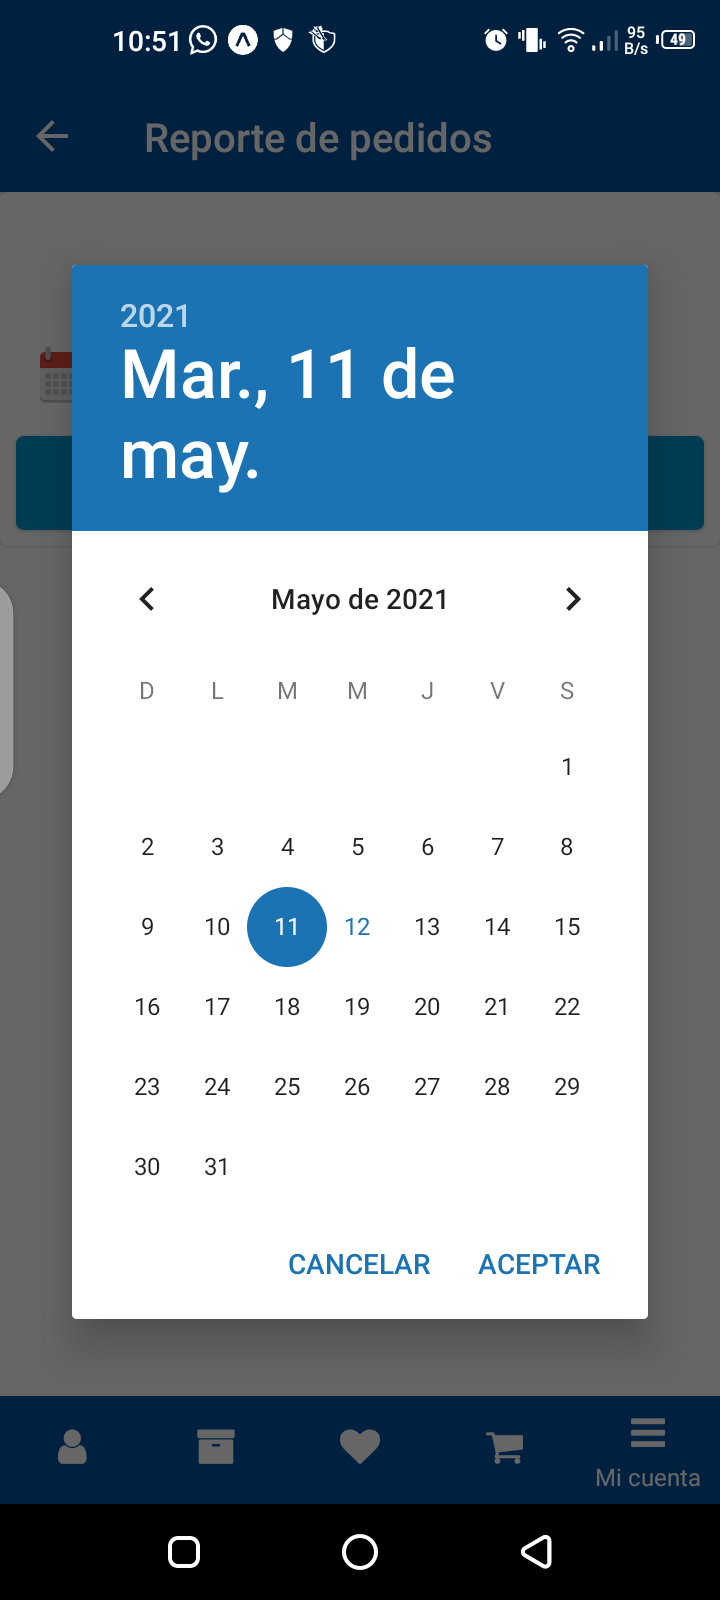 10:51
95
B/s
49
Reporte de pedidos
2021
Mar., 11 de
may.
Mayo de 2021
D L M M J V S
1
2 3 4 5 6 7 8
9 10 11 12 13 14 15
16 17 18 19 20 21 22
23 24 25 26 27 28 29
30 31
CANCELAR ACEPTAR
Mi cuenta